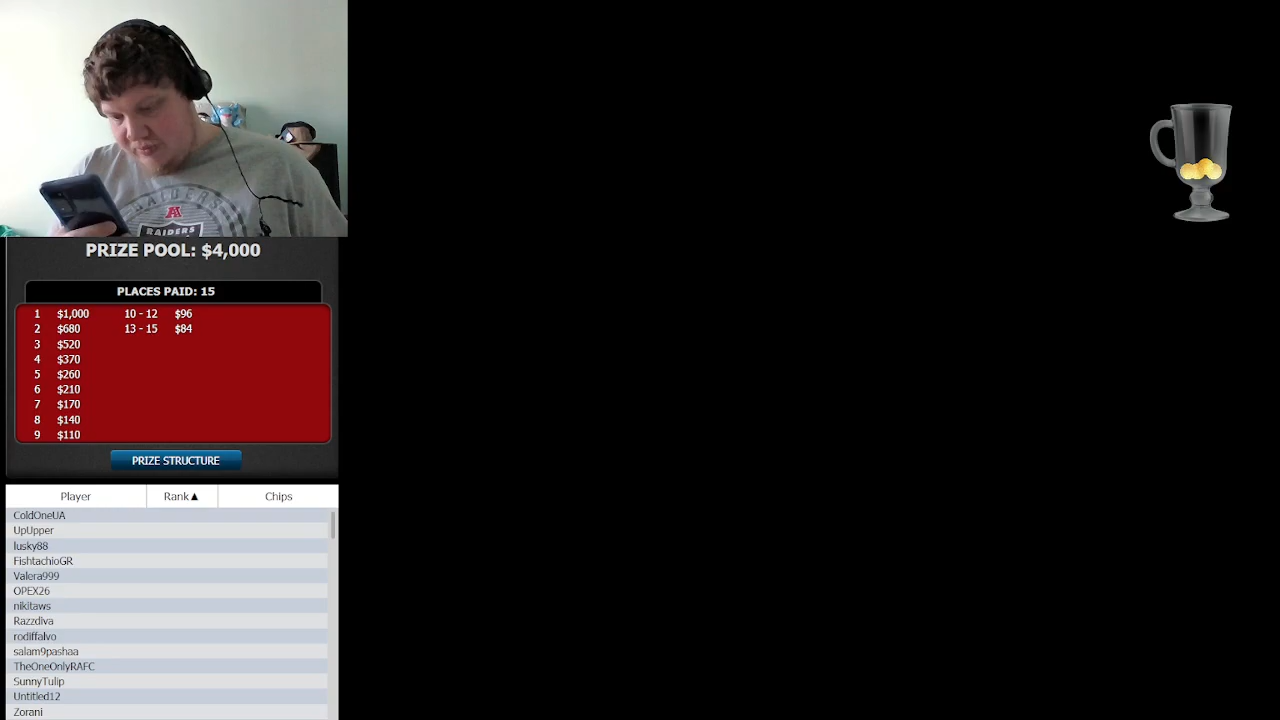 RAIDERS
RAIDERS
PRIZE POOL: $4,000
PLACES PAID: 15
1 $1,000 10 - 12 $96
2 $680 13 - 15 $84
3 $520
4 $370
5 $260
6 $210
7 $170
8 $140
9 $110
PRIZE STRUCTURE
Player Rank▲ Chips
ColdOneUA
UpUpper
lusky88
FishtachioGR
Valera999
OPEX26
nikitaws
Razzdiva
rodiffalvo
salam9pashaa
TheOneOnlyRAFC
SunnyTulip
Untitled12
Zorani